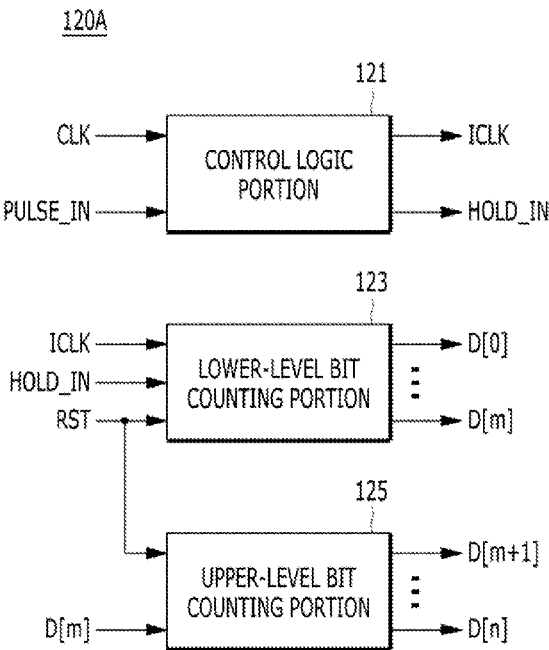 120A
121
CLK
PULSE_IN
CONTROL LOGIC
PORTION
ICLK
HOLD_IN
123
ICLK
HOLD_IN
RST
LOWER-LEVEL BIT
COUNTING PORTION
D[0]
D[m]
125
D[m]
UPPER-LEVEL BIT
COUNTING PORTION
D[m+1]
D[n]